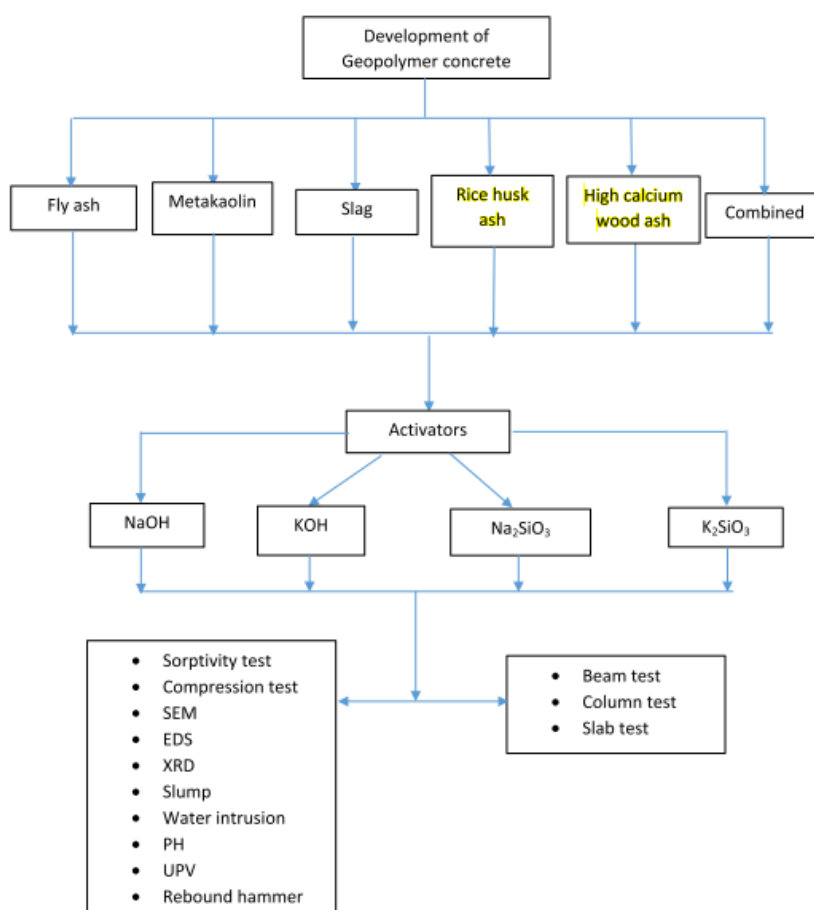 Development of
Geopolymer concrete
Fly ash
Metakaolin
Slag
Rice husk
ash
High calcium
wood ash
Combined
Activators
NaOH
KOH
Na₂SiO₃
K₂SiO₃
• Sorptivity test
• Compression test
• SEM
• EDS
• XRD
• Slump
• Water intrusion
• PH
• UPV
• Rebound hammer
• Beam test
• Column test
• Slab test